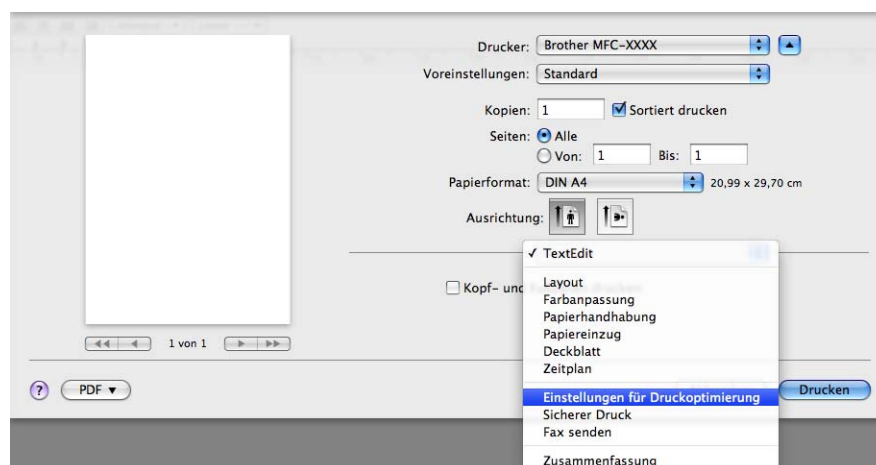 Drucker: Brother MFC-XXXX
Voreinstellungen: Standard
Kopien: 1 Sortiert drucken
Seiten: Alle
Von: 1 Bis: 1
Papierformat: DIN A4 20,99 x 29,70 cm
Ausrichtung:
✓ TextEdit
Kopf- und
Layout
Farbanpassung
Papierhandhabung
Papiereinzug
Deckblatt
Zeitplan
Einstellungen für Druckoptimierung
Sicherer Druck
Fax senden
Zusammenfassung
1 von 1
? PDF ▼ Drucken